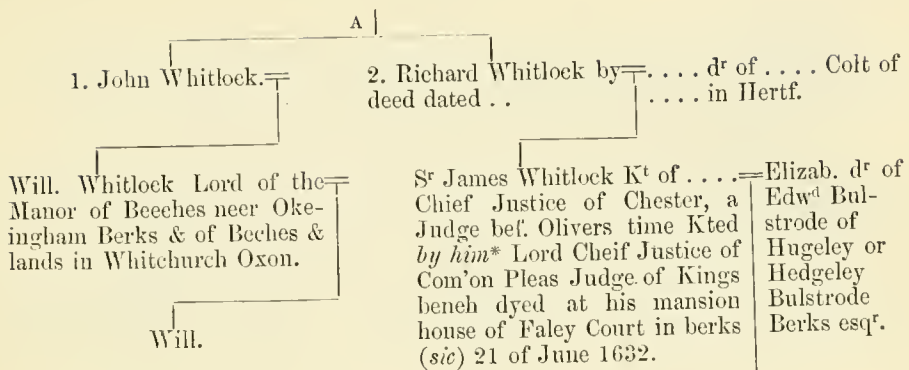 A
1. John Whitlock.
2. Richard Whitlock by
deed dated . .
. . . . dʳ of . . . . Colt of
. . . . in Hertf.
Will. Whitlock Lord of the
Manor of Beeches neer Oke-
ingham Berks & of Beches &
lands in Whitchurch Oxon.
Will.
Sʳ James Whitlock Kᵗ of . . . .
Chief Justice of Chester, a
Judge bef. Olivers time Kted
by him* Lord Cheif Justice of
Com'on Pleas Judge of Kings
bench dyed at his mansion
house of Faley Court in berks
(sic) 21 of June 1632.
Elizab. dʳ of
Edwᵈ Bul-
strode of
Hugeley or
Hedgeley
Bulstrode
Berks esqʳ.